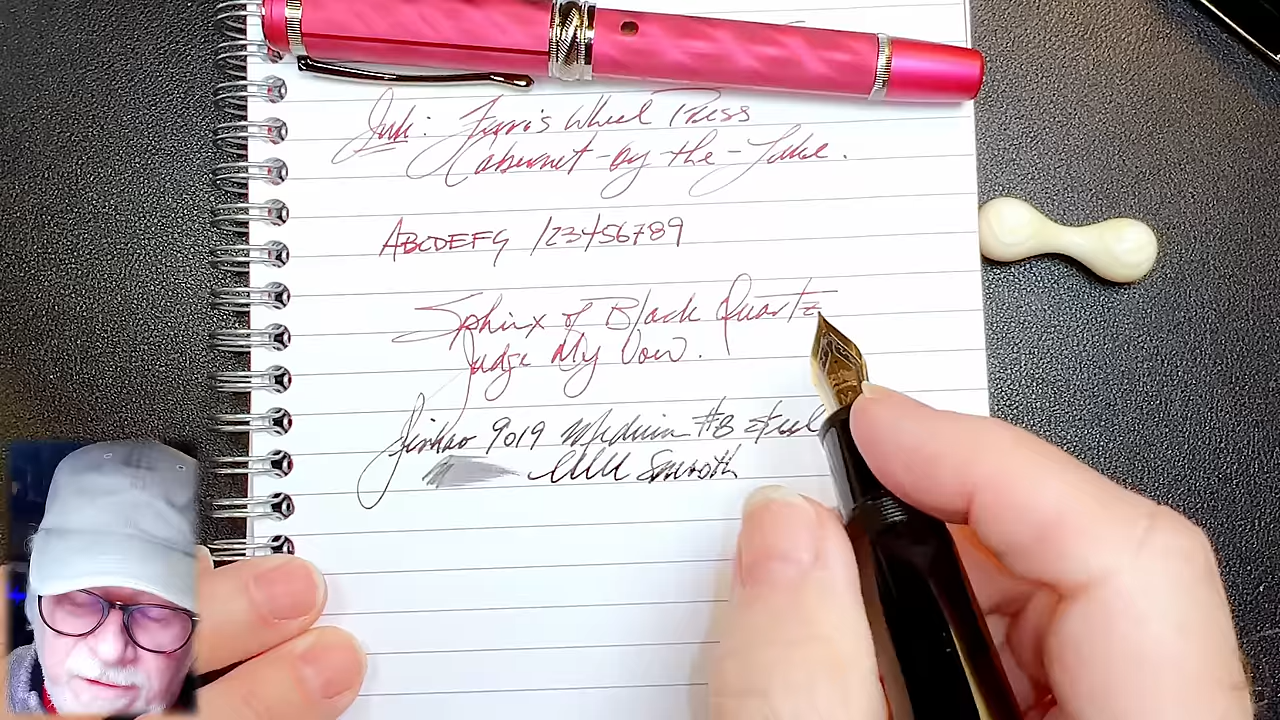 Ink: Ferris Wheel Press
Cabernet-by-the-Lake.
ABCDEFG 123456789
Sphinx of Black Quartz
Judge My Vow.
Jinhao 9019 Medium #8 steel
Smooth